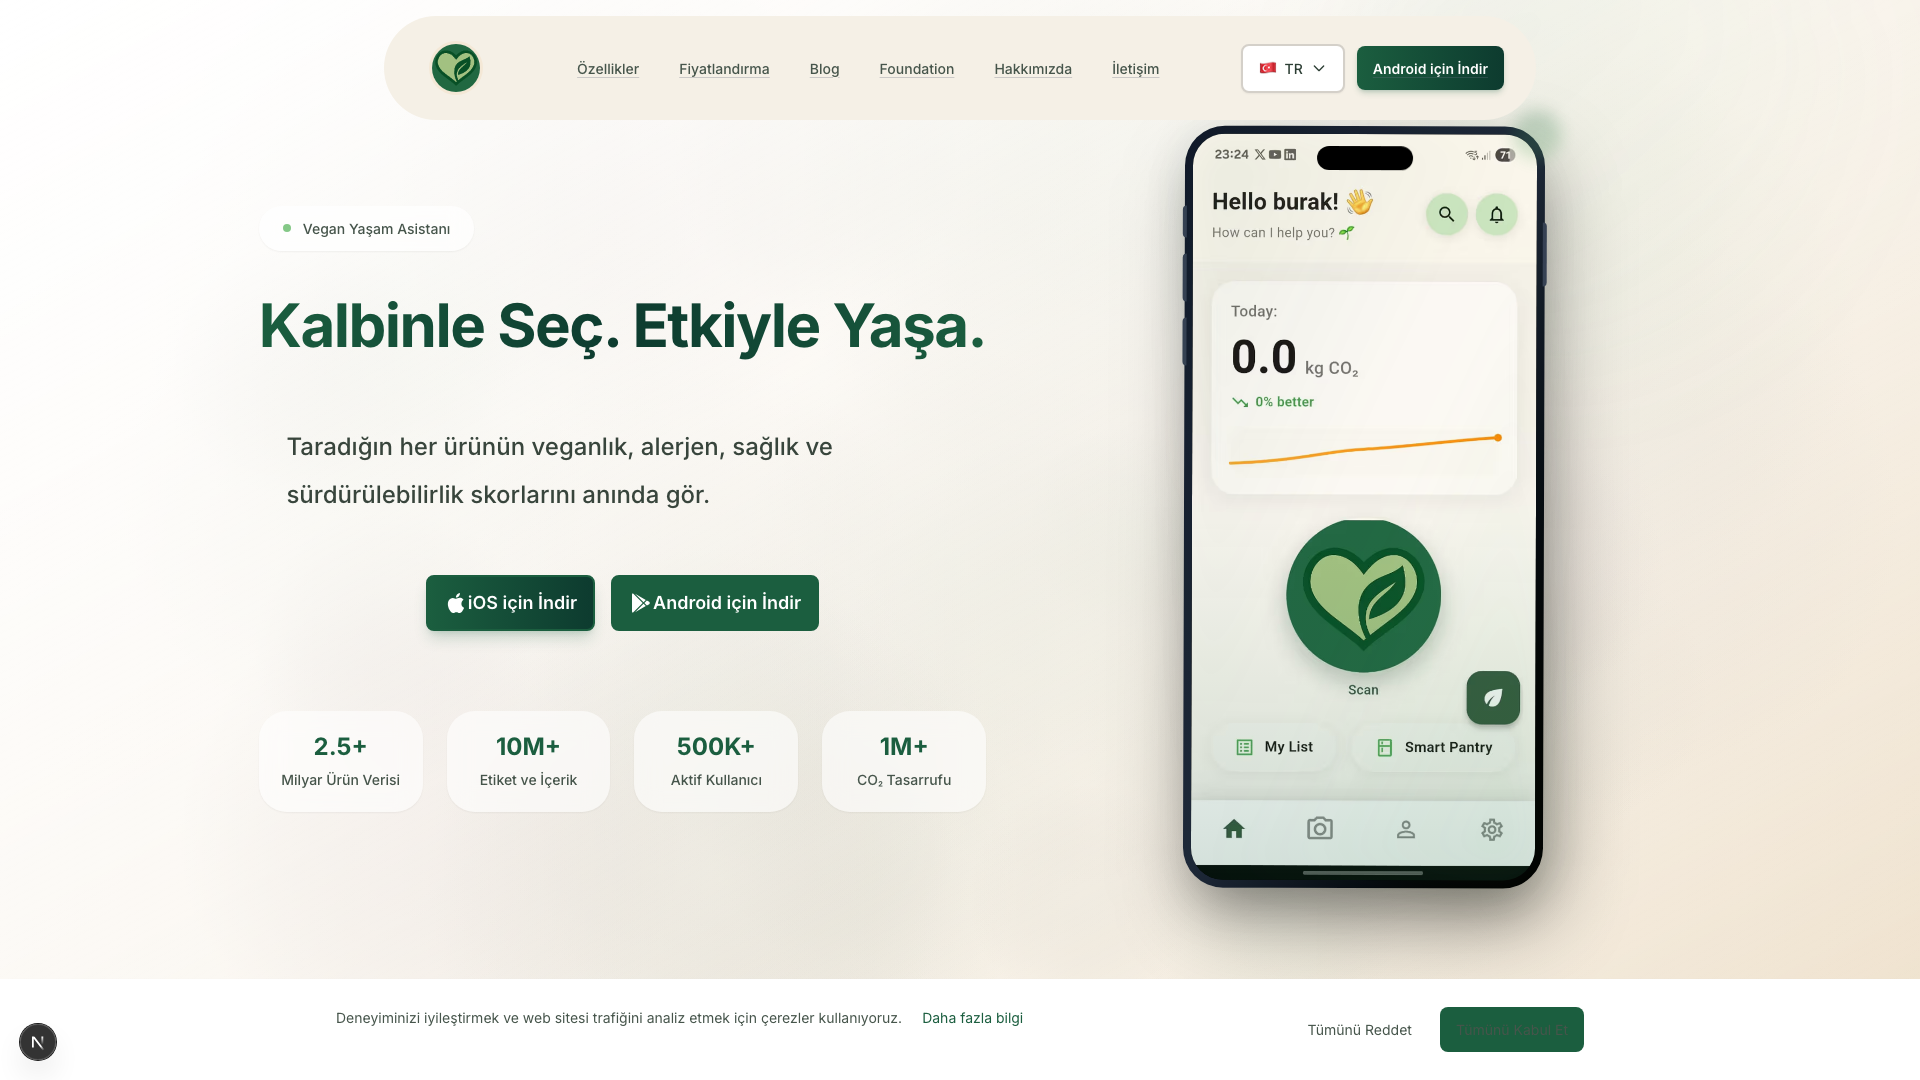 Özellikler
Fiyatlandırma
Blog
Foundation
Hakkımızda
İletişim
TR
Android için İndir
Vegan Yaşam Asistanı
Kalbinle Seç. Etkiyle Yaşa.
Taradığın her ürünün veganlık, alerjen, sağlık ve
sürdürülebilirlik skorlarını anında gör.
iOS için İndir
Android için İndir
2.5+
Milyar Ürün Verisi
10M+
Etiket ve İçerik
500K+
Aktif Kullanıcı
1M+
CO₂ Tasarrufu
23:24
71
Hello burak! 👋
How can I help you? 🌱
Today:
0.0 kg CO₂
0% better
Scan
My List
Smart Pantry
Deneyiminizi iyileştirmek ve web sitesi trafiğini analiz etmek için çerezler kullanıyoruz. Daha fazla bilgi
Tümünü Reddet
Tümünü Kabul Et
N